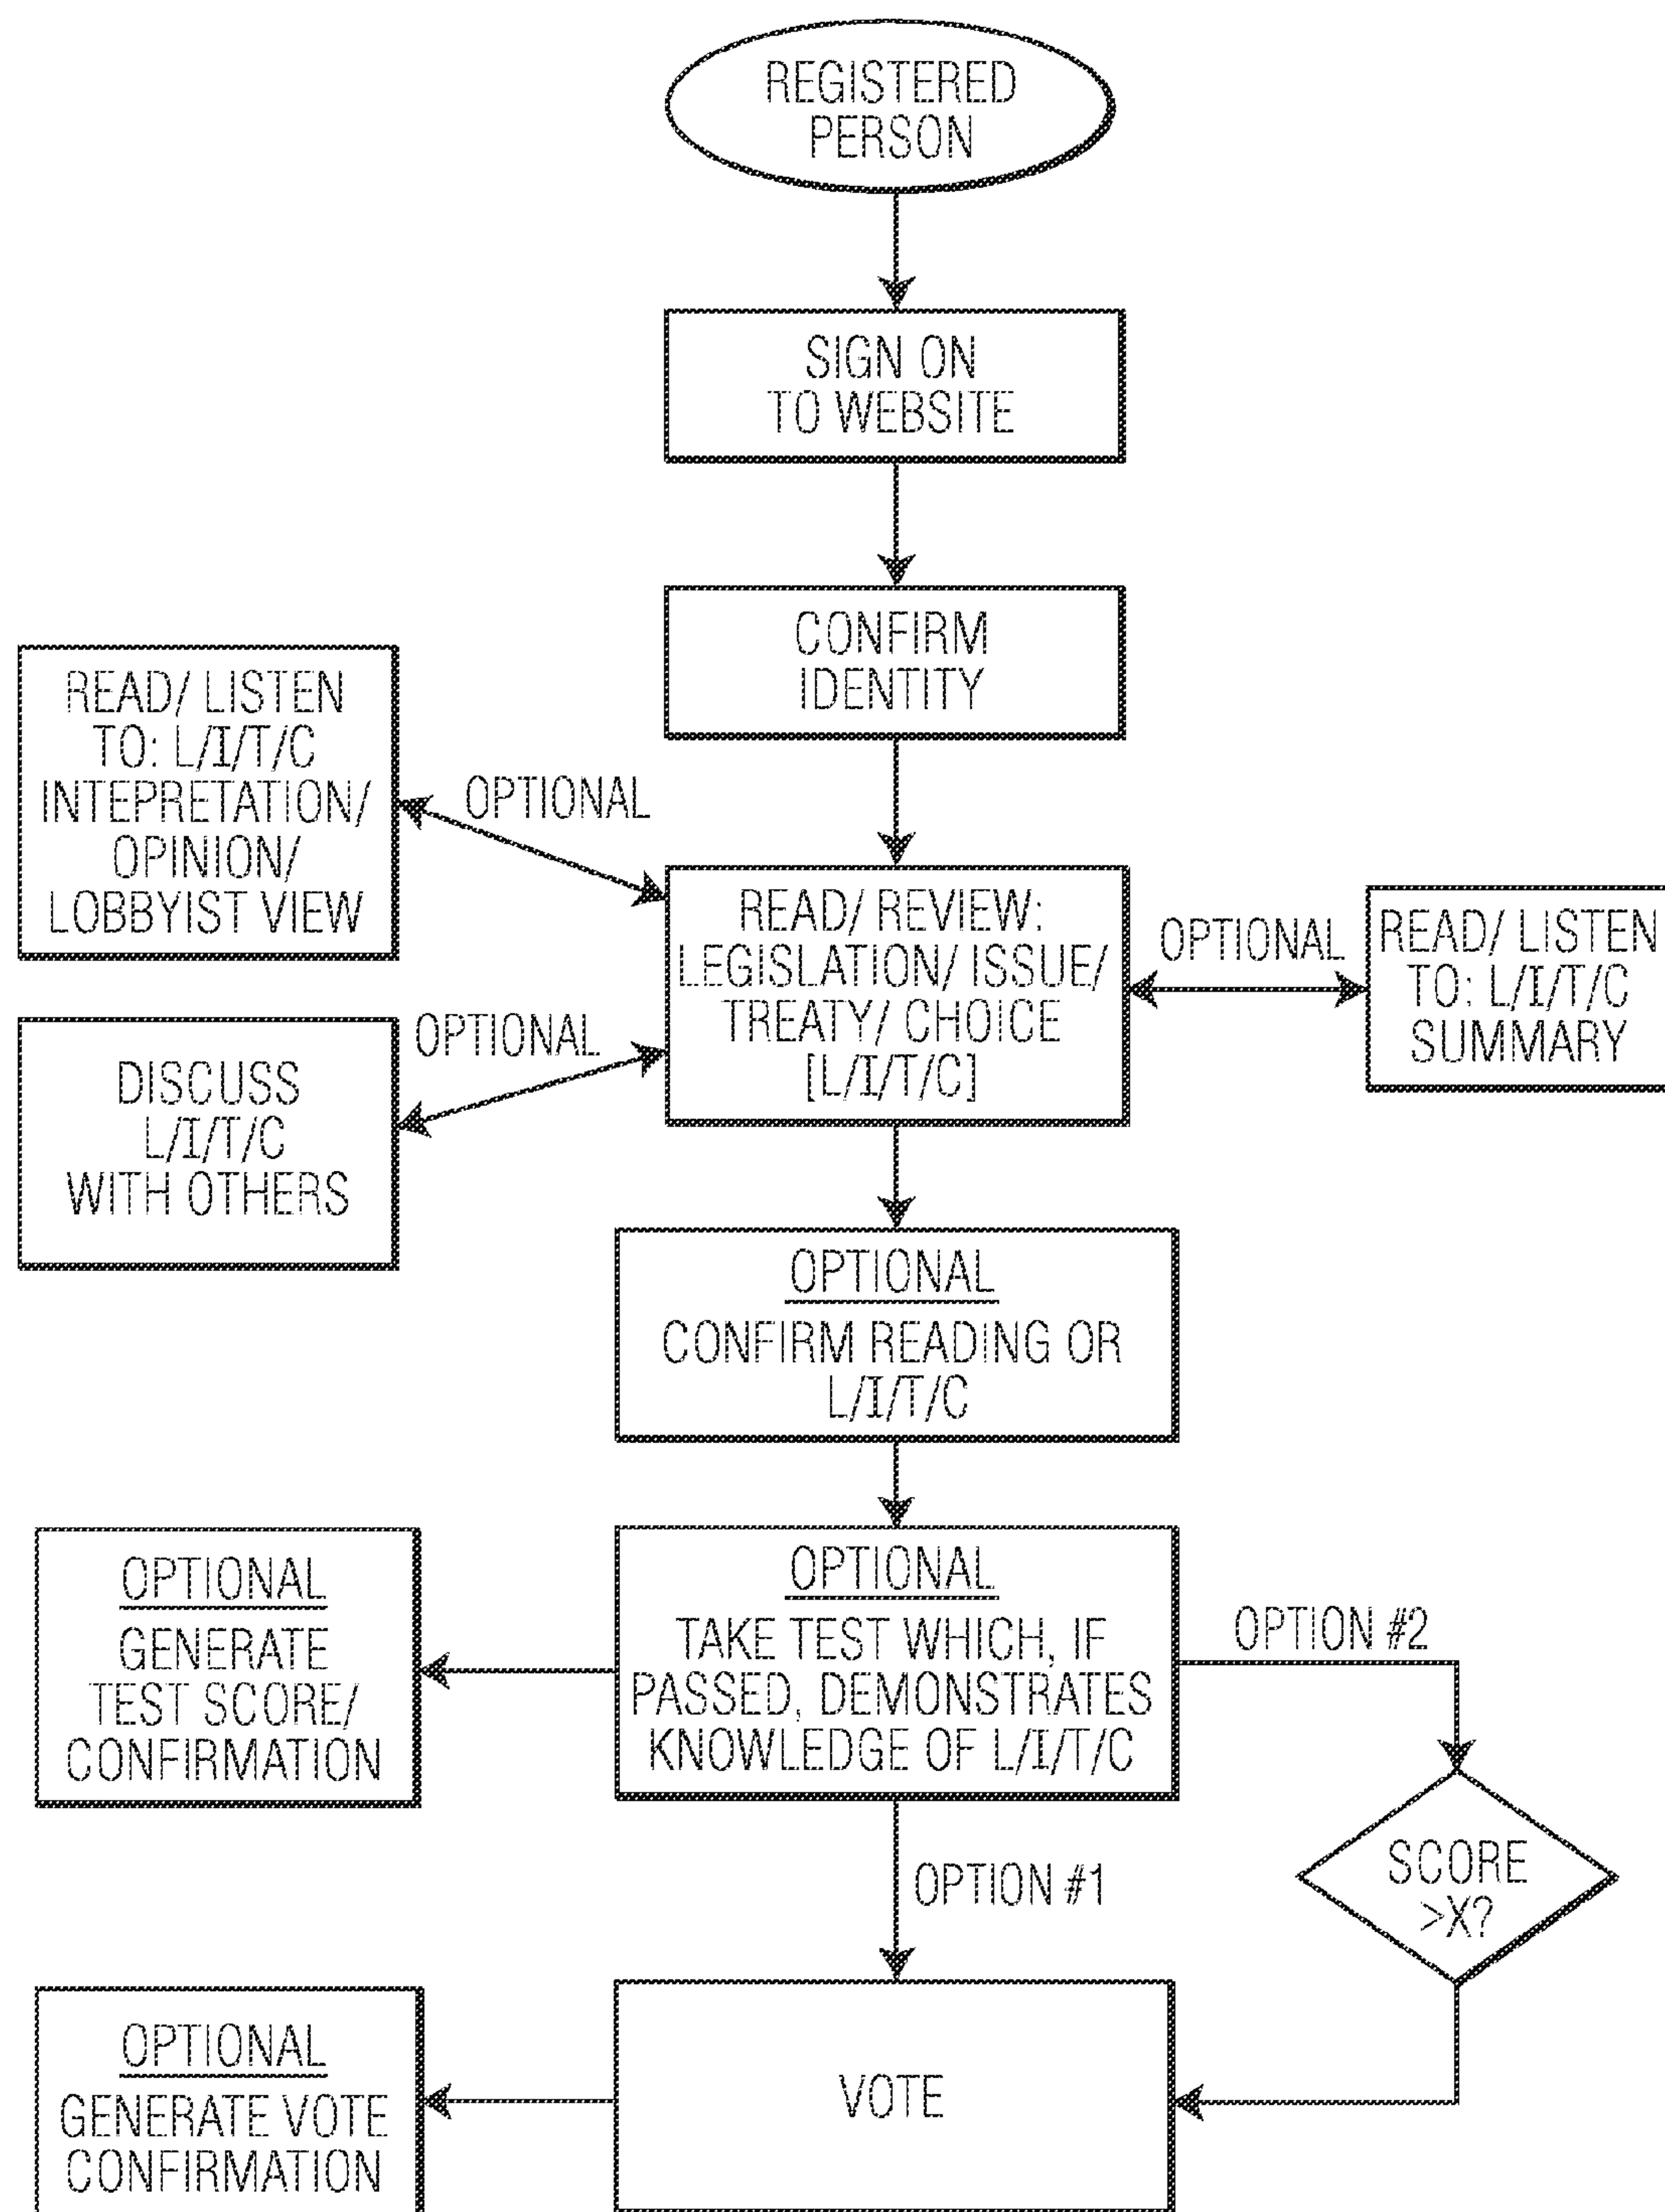 REGISTERED
PERSON
SIGN ON
TO WEBSITE
CONFIRM
IDENTITY
READ/ LISTEN
TO: L/I/T/C
INTEPRETATION/
OPINION/
LOBBYIST VIEW
OPTIONAL
READ/ REVIEW:
LEGISLATION/ ISSUE/
TREATY/ CHOICE
[L/I/T/C]
OPTIONAL
READ/ LISTEN
TO: L/I/T/C
SUMMARY
OPTIONAL
DISCUSS
L/I/T/C
WITH OTHERS
OPTIONAL
CONFIRM READING OR
L/I/T/C
OPTIONAL
GENERATE
TEST SCORE/
CONFIRMATION
OPTIONAL
TAKE TEST WHICH, IF
PASSED, DEMONSTRATES
KNOWLEDGE OF L/I/T/C
OPTION #2
OPTION #1
SCORE
>X?
OPTIONAL
GENERATE VOTE
CONFIRMATION
VOTE